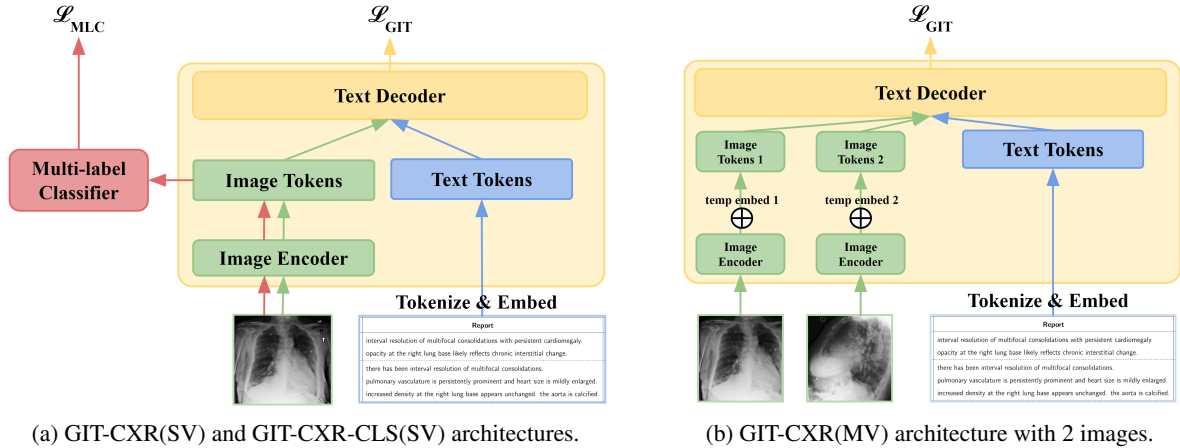 ℒMLC
ℒGIT
Text Decoder
Multi-label
Classifier
Image Tokens
Text Tokens
Image Encoder
Tokenize & Embed
Report
interval resolution of multifocal consolidations with persistent cardiomegaly.
opacity at the right lung base likely reflects chronic interstitial change.
there has been interval resolution of multifocal consolidations.
pulmonary vasculature is persistently prominent and heart size is mildly enlarged.
increased density at the right lung base appears unchanged. the aorta is calcified.
(a) GIT-CXR(SV) and GIT-CXR-CLS(SV) architectures.
ℒGIT
Text Decoder
Image
Tokens 1
Image
Tokens 2
Text Tokens
temp embed 1
temp embed 2
Image
Encoder
Image
Encoder
Tokenize & Embed
Report
interval resolution of multifocal consolidations with persistent cardiomegaly.
opacity at the right lung base likely reflects chronic interstitial change.
there has been interval resolution of multifocal consolidations.
pulmonary vasculature is persistently prominent and heart size is mildly enlarged.
increased density at the right lung base appears unchanged. the aorta is calcified.
(b) GIT-CXR(MV) architecture with 2 images.